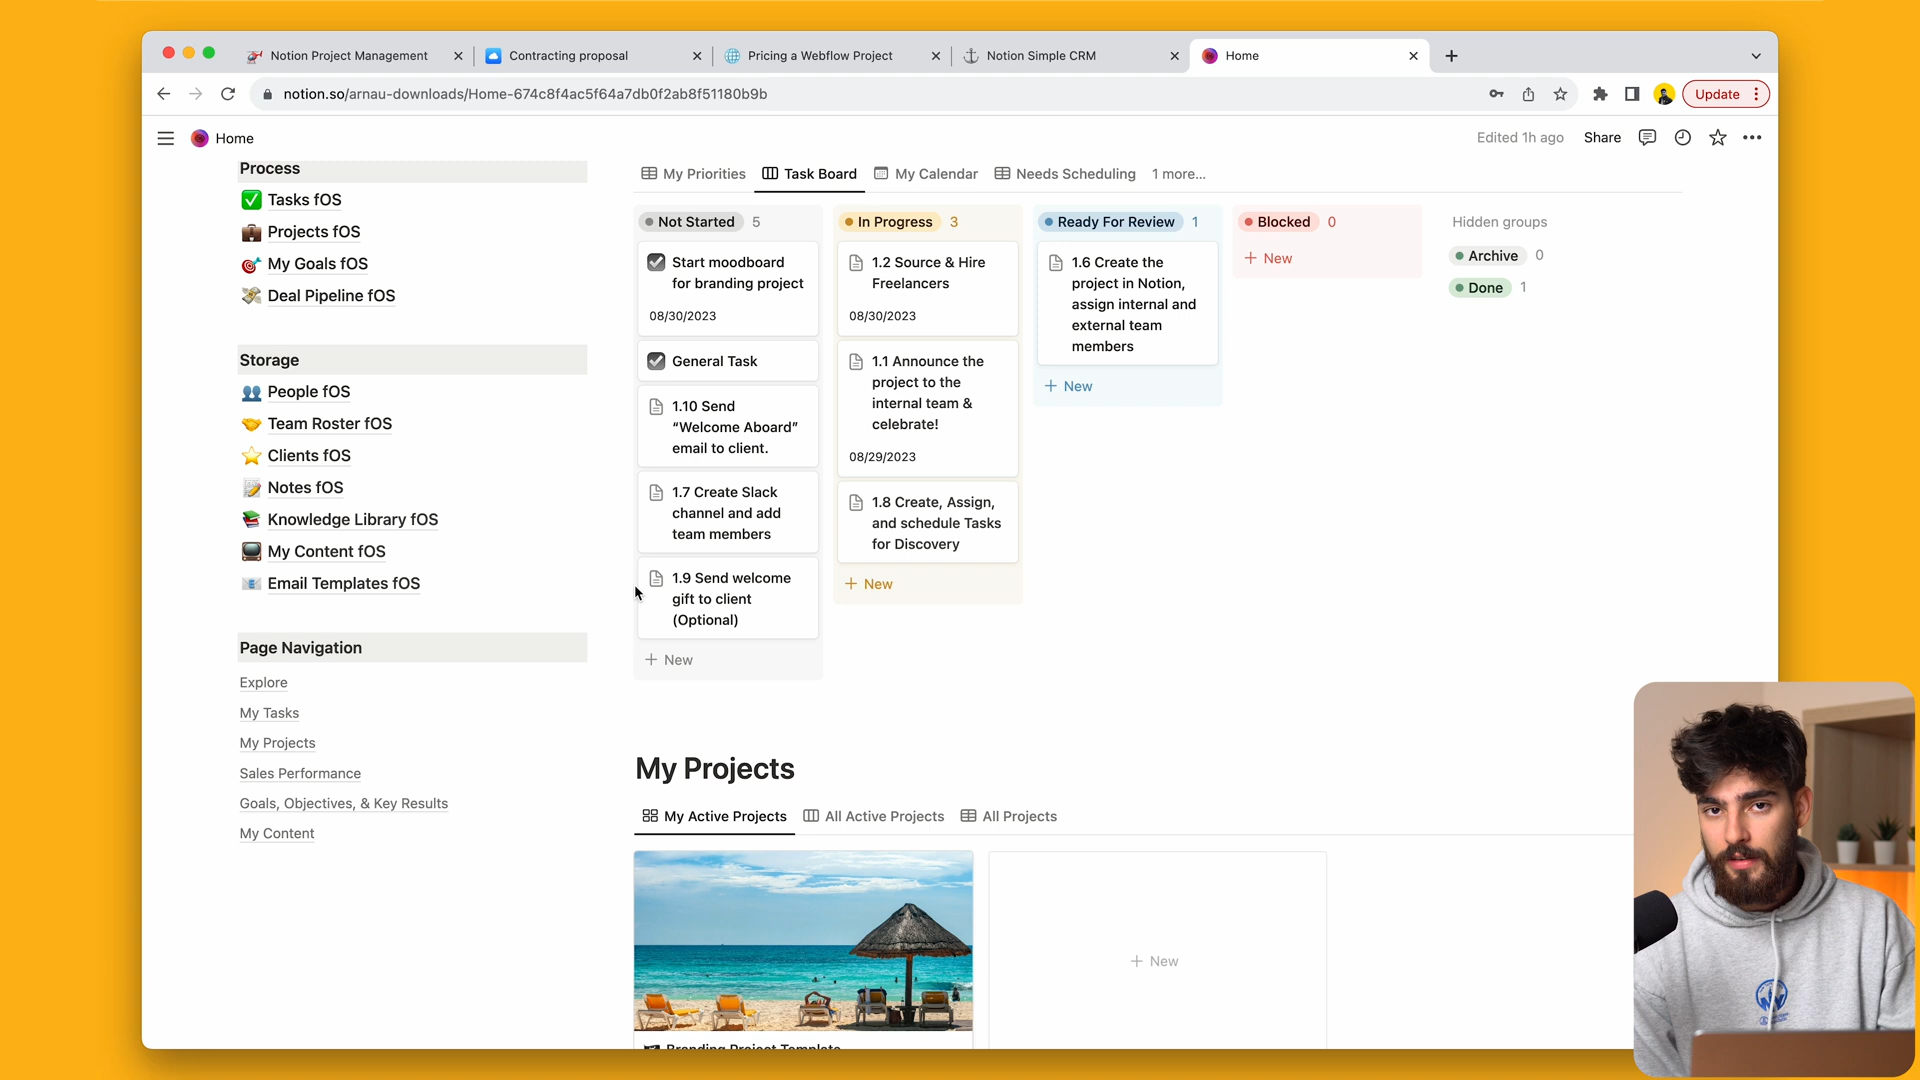 Notion Project Management
Contracting proposal
Pricing a Webflow Project
Notion Simple CRM
Home
notion.so/arnau-downloads/Home-674c8f4ac5f64a7db0f2ab8f51180b9b
Update
Home
Edited 1h ago
Share
Process
Tasks fOS
Projects fOS
My Goals fOS
Deal Pipeline fOS
Storage
People fOS
Team Roster fOS
Clients fOS
Notes fOS
Knowledge Library fOS
My Content fOS
Email Templates fOS
Page Navigation
Explore
My Tasks
My Projects
Sales Performance
Goals, Objectives, & Key Results
My Content
My Priorities
Task Board
My Calendar
Needs Scheduling
1 more...
Not Started 5
Start moodboard
for branding project
08/30/2023
General Task
1.10 Send
“Welcome Aboard”
email to client.
1.7 Create Slack
channel and add
team members
1.9 Send welcome
gift to client
(Optional)
+ New
In Progress 3
1.2 Source & Hire
Freelancers
08/30/2023
1.1 Announce the
project to the
internal team &
celebrate!
08/29/2023
1.8 Create, Assign,
and schedule Tasks
for Discovery
+ New
Ready For Review 1
1.6 Create the
project in Notion,
assign internal and
external team
members
+ New
Blocked 0
+ New
Hidden groups
Archive 0
Done 1
My Projects
My Active Projects
All Active Projects
All Projects
Branding Project Template
+ New